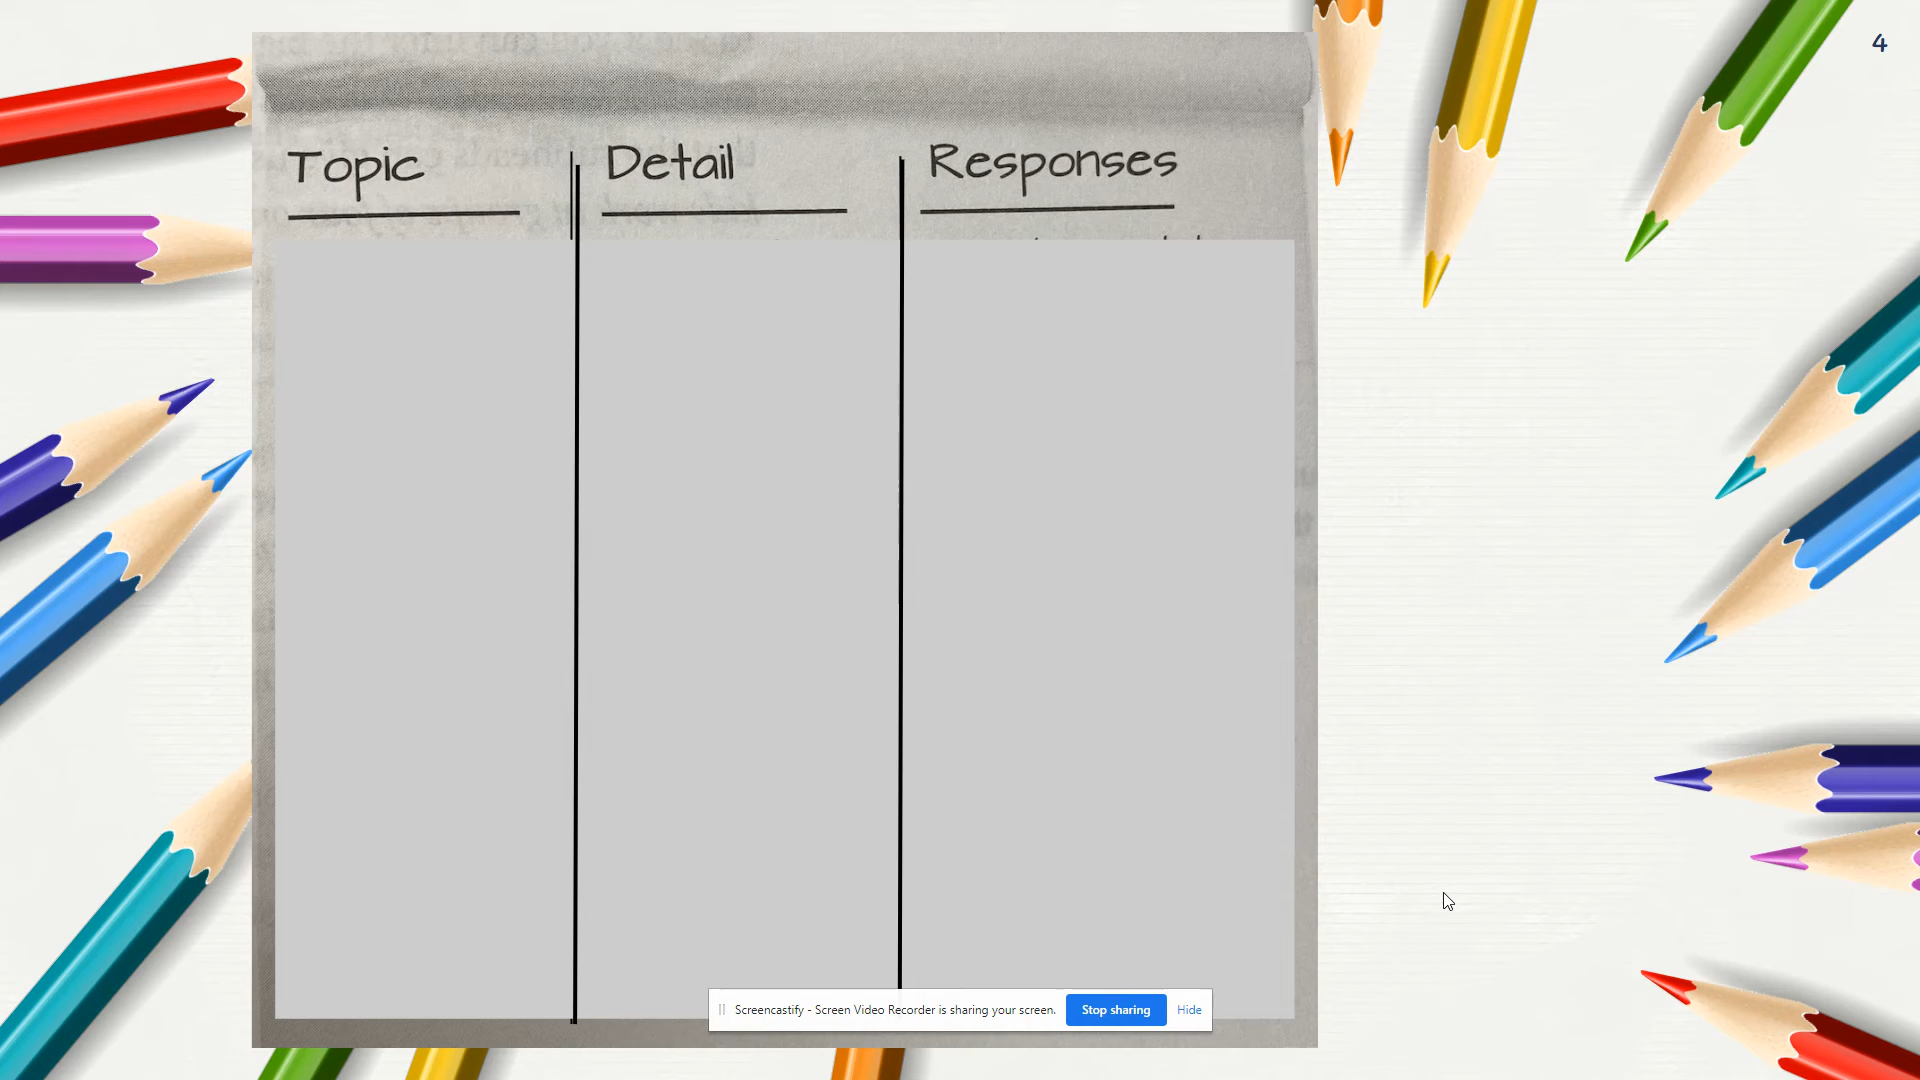 4
Topic
Detail
Responses
Screencastify - Screen Video Recorder is sharing your screen.
Stop sharing
Hide